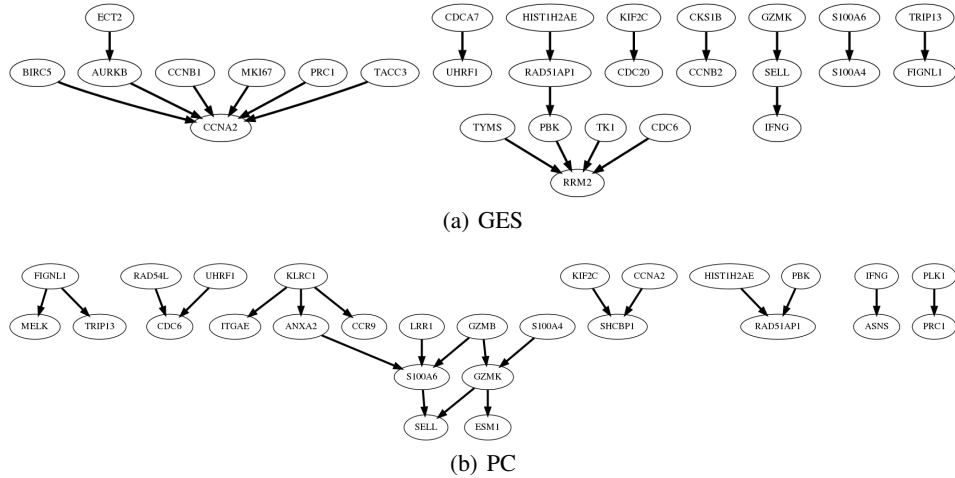 ECT2 CDCA7 HIST1H2AE KIF2C CKS1B GZMK S100A6 TRIP13
BIRC5 AURKB CCNB1 MKI67 PRC1 TACC3 UHRF1 RAD51AP1 CDC20 CCNB2 SELL S100A4 FIGNL1
CCNA2 TYMS PBK TK1 CDC6 IFNG
RRM2
(a) GES
FIGNL1 RAD54L UHRF1 KLRC1 KIF2C CCNA2 HIST1H2AE PBK IFNG PLK1
MELK TRIP13 CDC6 ITGAE ANXA2 CCR9 LRR1 GZMB S100A4 SHCBP1 RAD51AP1 ASNS PRC1
S100A6 GZMK
SELL ESM1
(b) PC